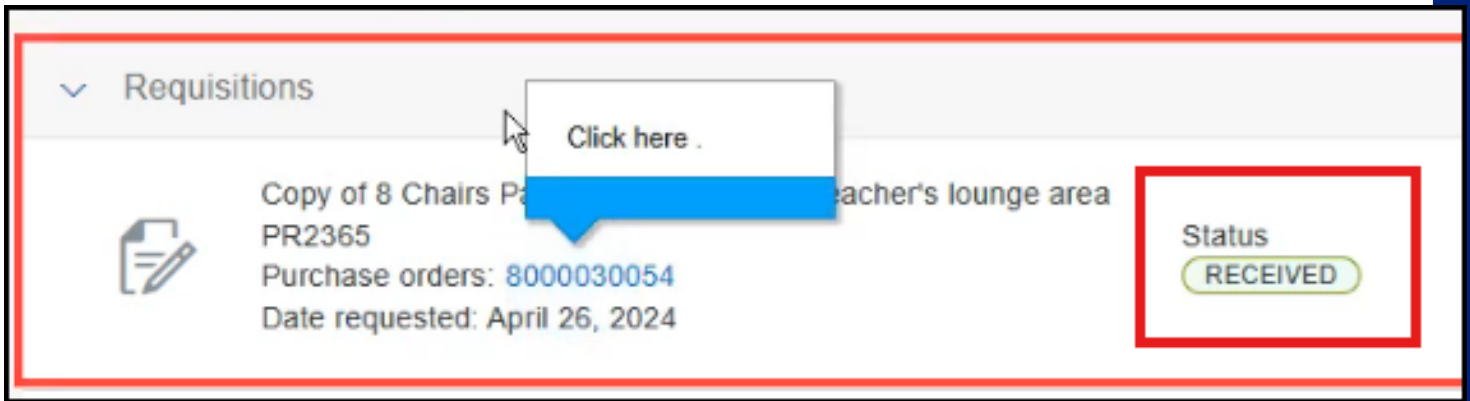 Requisitions
Click here .
Copy of 8 Chairs eacher's lounge area
PR2365
Purchase orders: 8000030054
Date requested: April 26, 2024
Status
RECEIVED